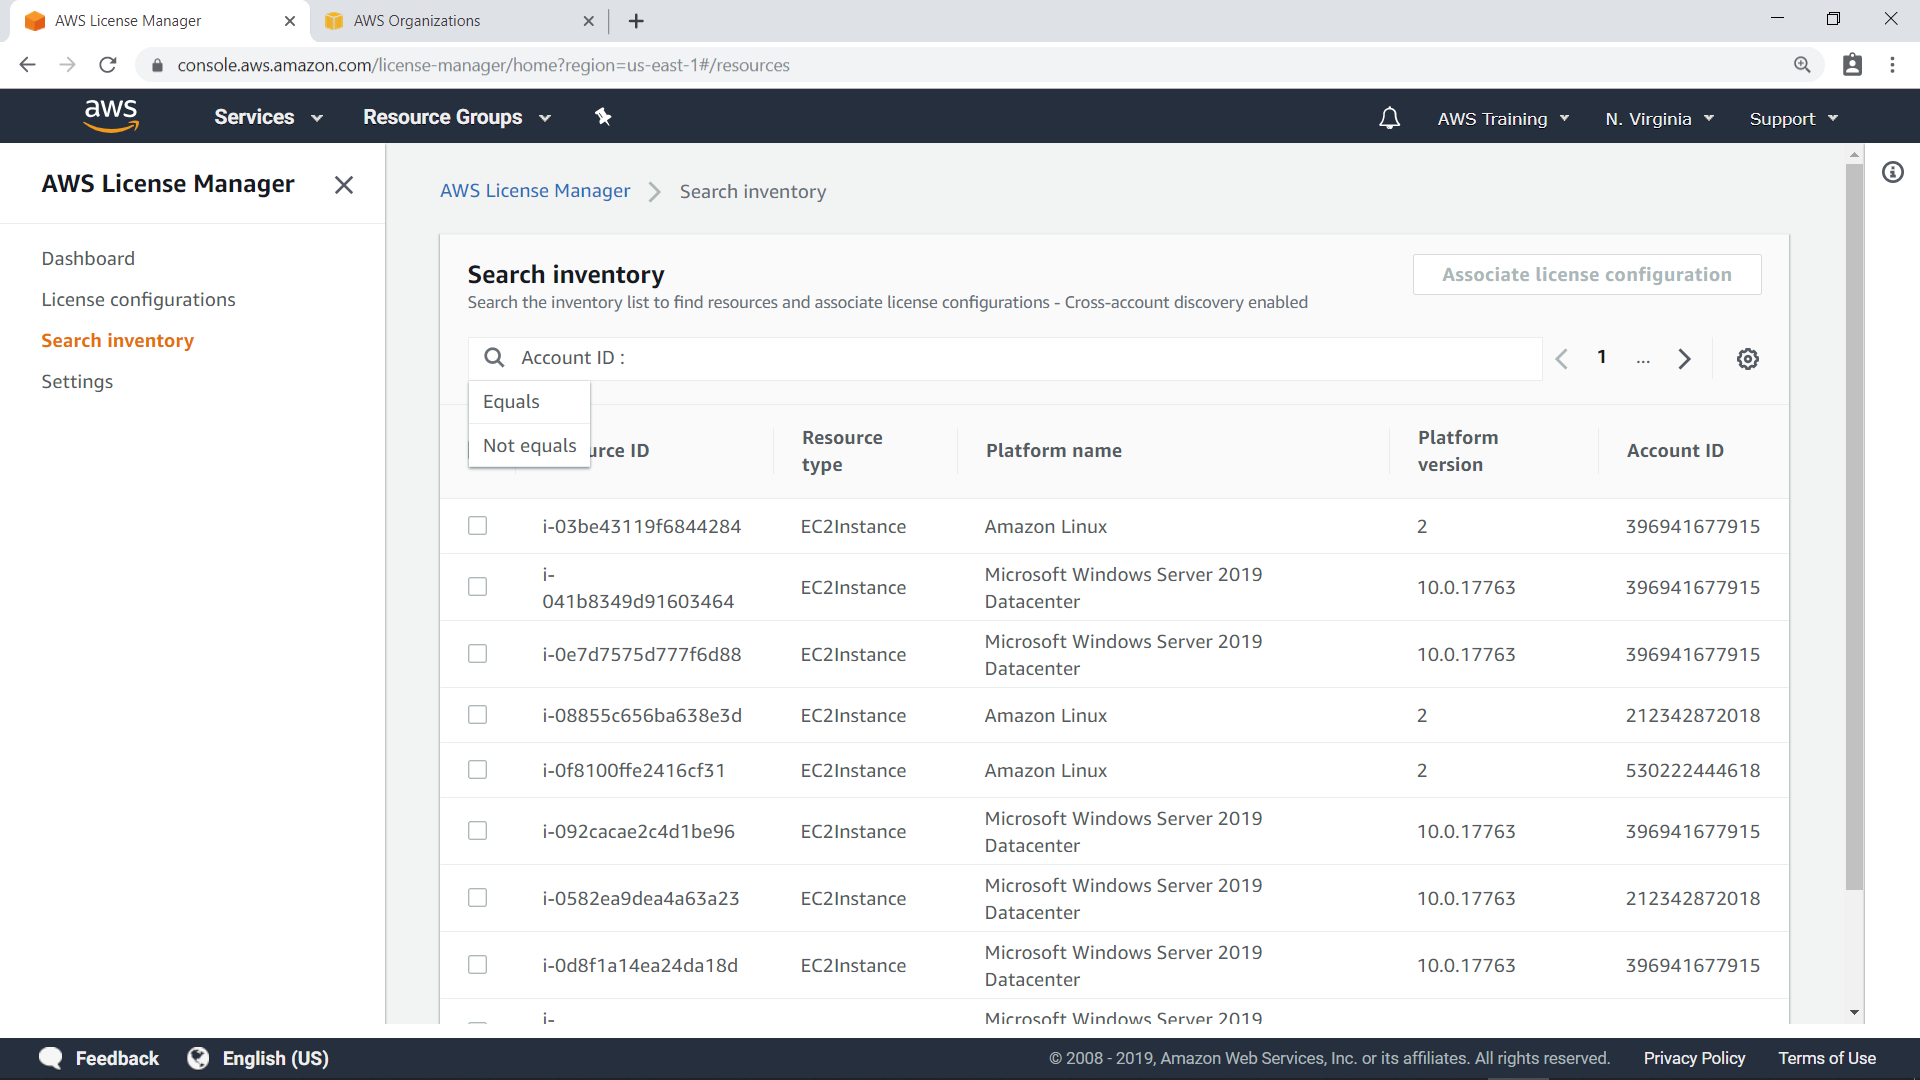 AWS License Manager
AWS Organizations
console.aws.amazon.com/license-manager/home?region=us-east-1#/resources
aws
Services
Resource Groups
AWS Training
N. Virginia
Support
AWS License Manager
Dashboard
License configurations
Search inventory
Settings
AWS License Manager
Search inventory
Search inventory
Associate license configuration
Search the inventory list to find resources and associate license configurations - Cross-account discovery enabled
Account ID :
1
...
Equals
Not equals
urce ID
Resource
type
Platform name
Platform
version
Account ID
i-03be43119f6844284
EC2Instance
Amazon Linux
2
396941677915
i-
041b8349d91603464
EC2Instance
Microsoft Windows Server 2019
Datacenter
10.0.17763
396941677915
i-0e7d7575d777f6d88
EC2Instance
Microsoft Windows Server 2019
Datacenter
10.0.17763
396941677915
i-08855c656ba638e3d
EC2Instance
Amazon Linux
2
212342872018
i-0f8100ffe2416cf31
EC2Instance
Amazon Linux
2
530222444618
i-092cacae2c4d1be96
EC2Instance
Microsoft Windows Server 2019
Datacenter
10.0.17763
396941677915
i-0582ea9dea4a63a23
EC2Instance
Microsoft Windows Server 2019
Datacenter
10.0.17763
212342872018
i-0d8f1a14ea24da18d
EC2Instance
Microsoft Windows Server 2019
Datacenter
10.0.17763
396941677915
i-
Microsoft Windows Server 2019
Feedback
English (US)
© 2008 - 2019, Amazon Web Services, Inc. or its affiliates. All rights reserved.
Privacy Policy
Terms of Use